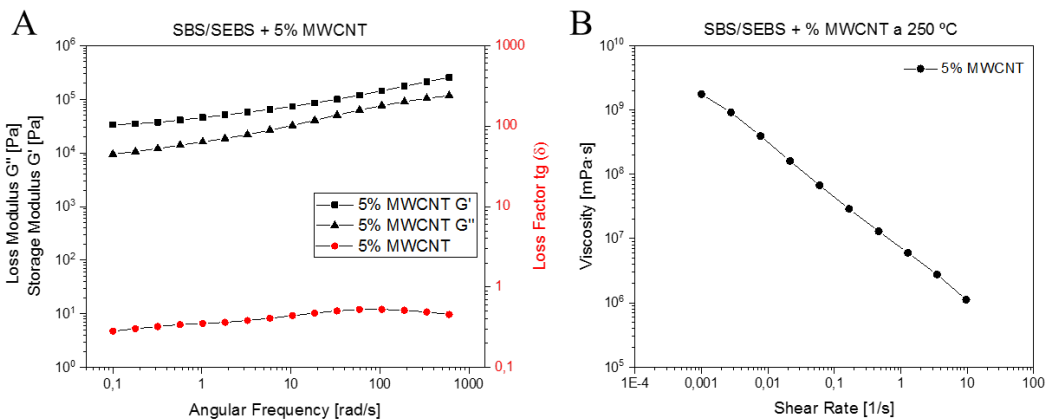 A
SBS/SEBS + 5% MWCNT
Loss Modulus G'' [Pa]
Storage Modulus G' [Pa]
10⁶
10⁵
10⁴
10³
10²
10¹
10⁰
1000
100
10
1
0,1
Loss Factor tg (δ)
5% MWCNT G'
5% MWCNT G''
5% MWCNT
0,1
1
10
100
1000
Angular Frequency [rad/s]
B
SBS/SEBS + % MWCNT a 250 ºC
Viscosity [mPa·s]
10¹⁰
10⁹
10⁸
10⁷
10⁶
10⁵
5% MWCNT
1E-4
0,001
0,01
0,1
1
10
100
Shear Rate [1/s]